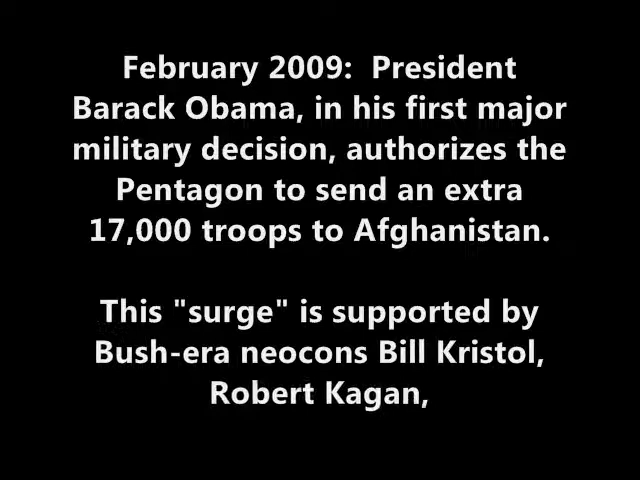 February 2009:  President
Barack Obama, in his first major
military decision, authorizes the
Pentagon to send an extra
17,000 troops to Afghanistan.
This "surge" is supported by
Bush-era neocons Bill Kristol,
Robert Kagan,